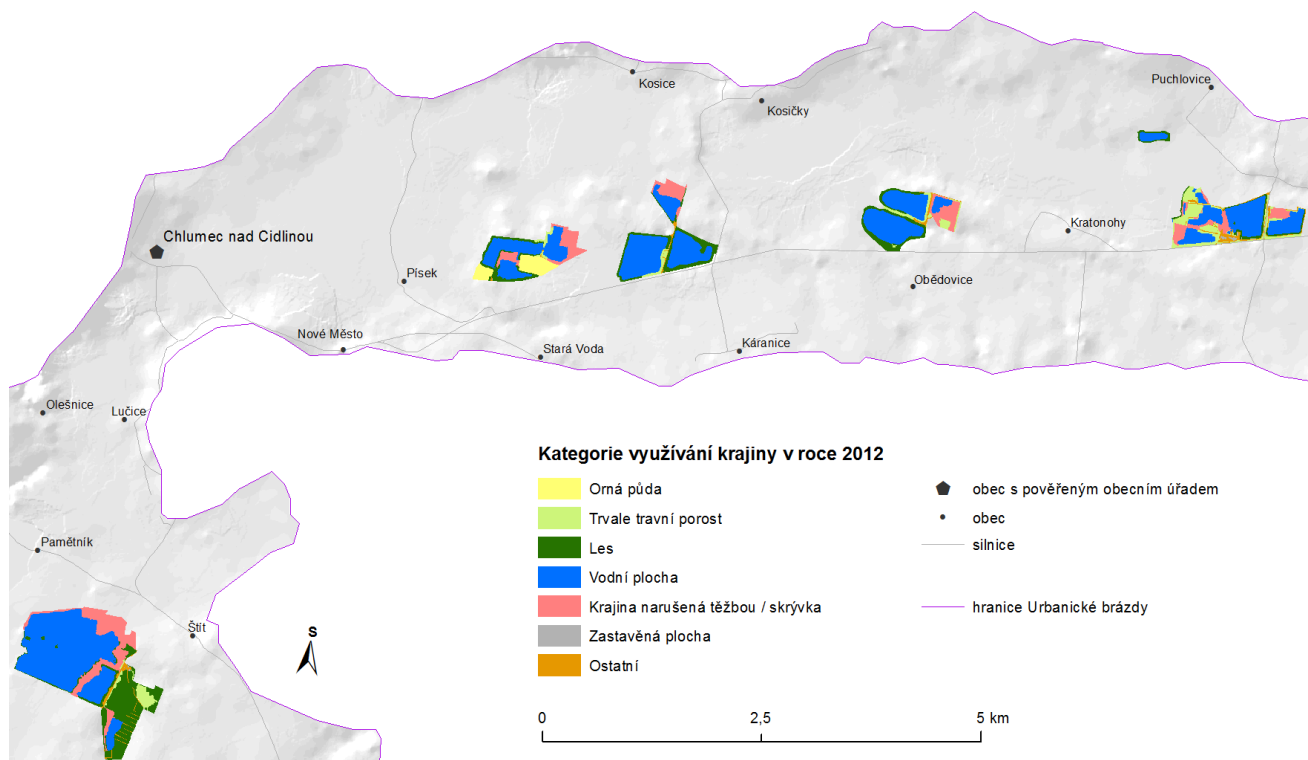 Kosice
Puchlovice
Kosičky
Chlumec nad Cidlinou
Kratonohy
Písek
Obědovice
Nové Město
Stará Voda
Káranice
Olešnice
Lučice
Pamětník
Štít
S
Kategorie využívání krajiny v roce 2012
Orná půda
Trvale travní porost
Les
Vodní plocha
Krajina narušená těžbou / skrývka
Zastavěná plocha
Ostatní
obec s pověřeným obecním úřadem
obec
silnice
hranice Urbanické brázdy
0 2,5 5 km